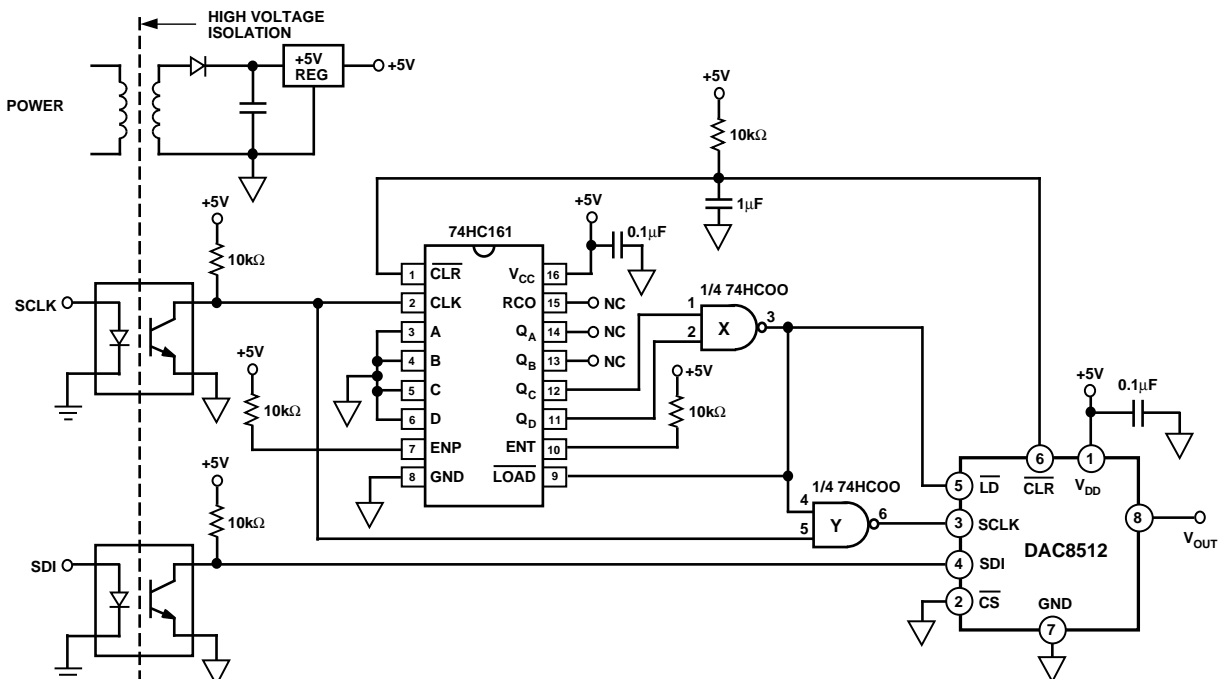 HIGH VOLTAGE
ISOLATION
+5V
REG
+5V
POWER
+5V
10kΩ
1μF
+5V
10kΩ
74HC161
+5V
0.1μF
SCLK
1
CLR
2
CLK
3
A
4
B
5
C
6
D
7
ENP
8
GND
VCC
16
RCO
15
NC
QA
14
NC
QB
13
NC
QC
12
QD
11
ENT
10
LOAD
9
+5V
10kΩ
1/4 74HCOO
1
2
X
3
+5V
10kΩ
1/4 74HCOO
4
5
Y
6
+5V
0.1μF
+5V
10kΩ
SDI
5
LD
6
CLR
1
VDD
3
SCLK
4
SDI
2
CS
GND
7
DAC8512
8
VOUT